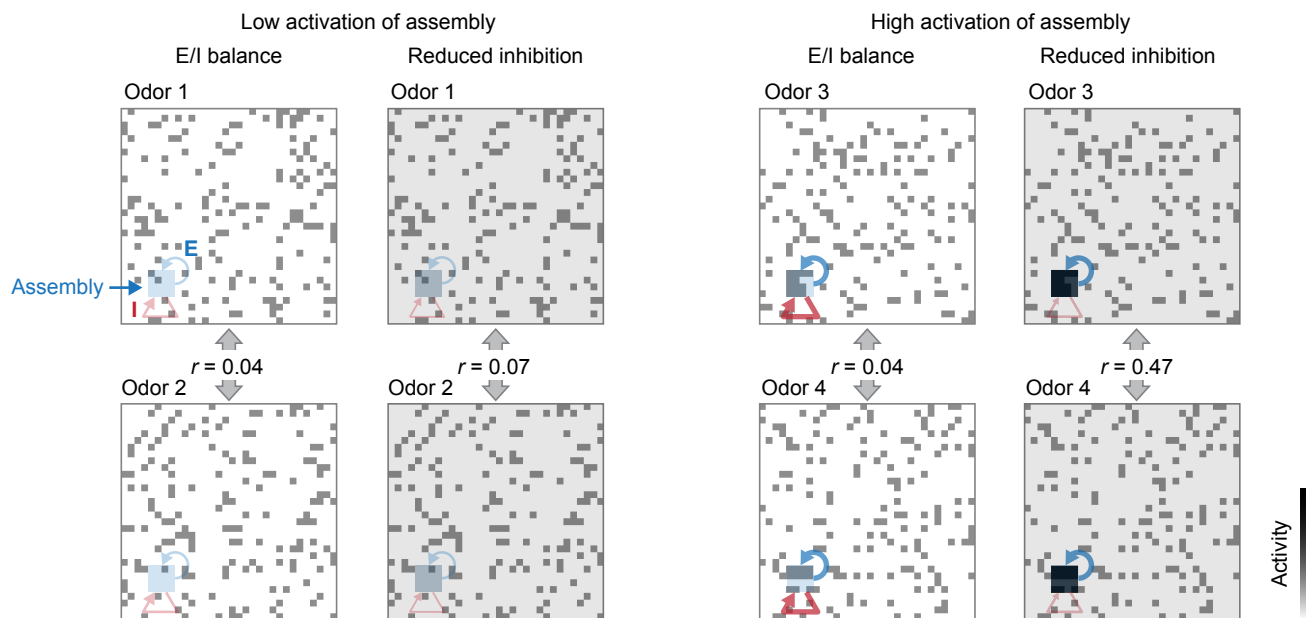 Low activation of assembly
High activation of assembly
E/I balance
Reduced inhibition
E/I balance
Reduced inhibition
Odor 1
Odor 1
Odor 3
Odor 3
E
Assembly
I
r = 0.04
r = 0.07
r = 0.04
r = 0.47
Odor 2
Odor 2
Odor 4
Odor 4
Activity